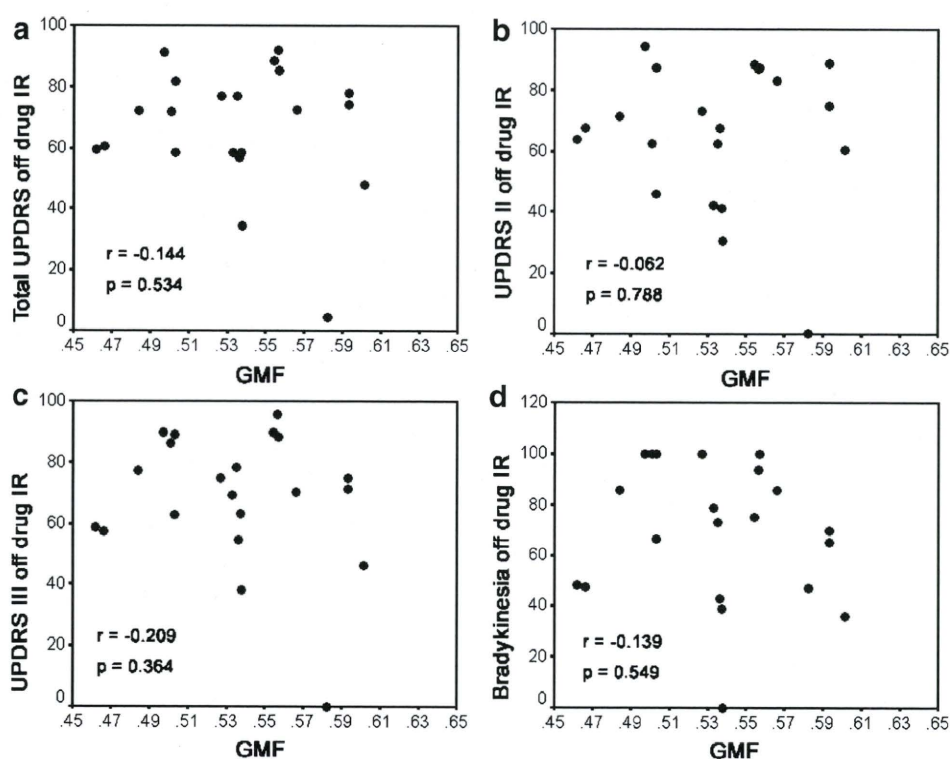 a
Total UPDRS off drug IR
100
80
60
40
20
0
r = -0.144
p = 0.534
.45 .47 .49 .51 .53 .55 .57 .59 .61 .63 .65
GMF
b
UPDRS II off drug IR
100
80
60
40
20
0
r = -0.062
p = 0.788
.45 .47 .49 .51 .53 .55 .57 .59 .61 .63 .65
GMF
c
UPDRS III off drug IR
100
80
60
40
20
0
r = -0.209
p = 0.364
.45 .47 .49 .51 .53 .55 .57 .59 .61 .63 .65
GMF
d
Bradykinesia off drug IR
120
100
80
60
40
20
0
r = -0.139
p = 0.549
.45 .47 .49 .51 .53 .55 .57 .59 .61 .63 .65
GMF